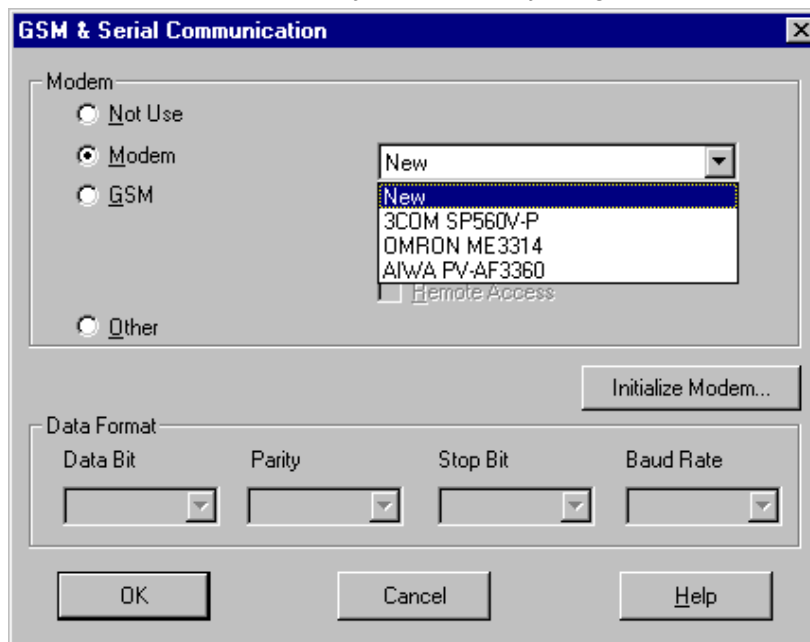 GSM & Serial Communication
Modem
Not Use
Modem
New
GSM
New
3COM SP560V-P
OMRON ME3314
AIWA PV-AF3360
Remote Access
Other
Initialize Modem...
Data Format
Data Bit Parity Stop Bit Baud Rate
OK Cancel Help